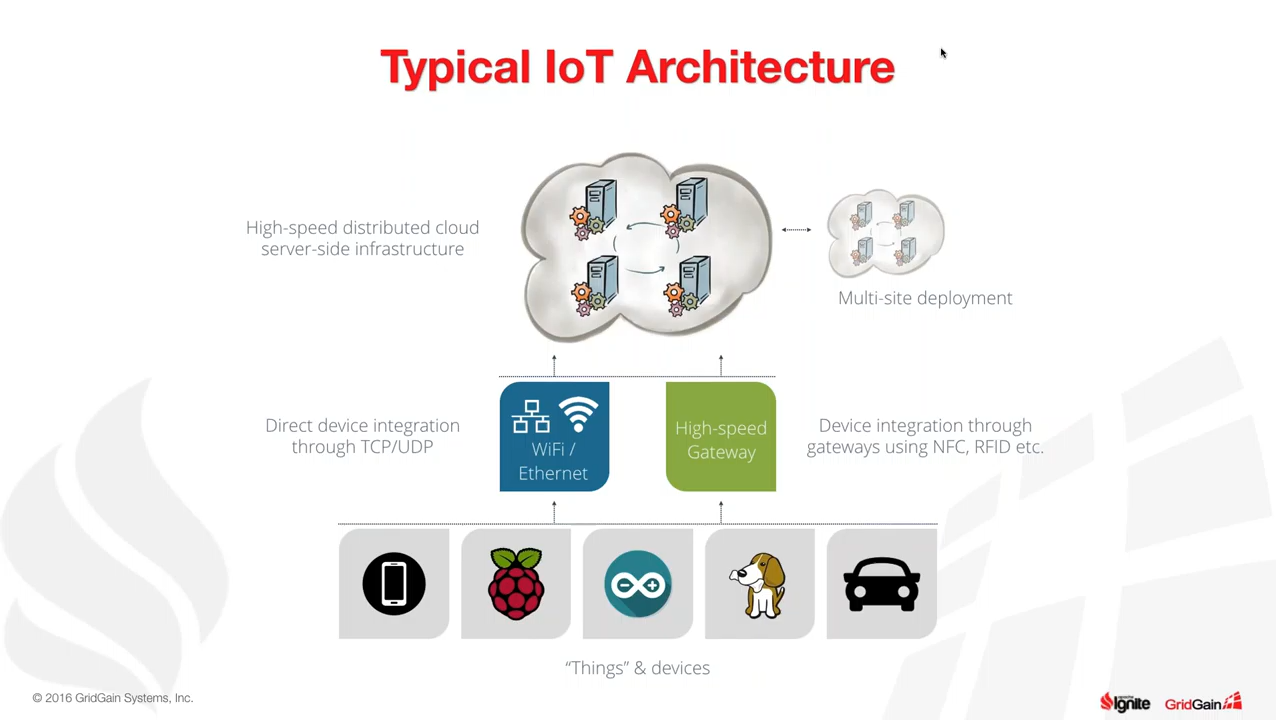 Typical IoT Architecture
High-speed distributed cloud
server-side infrastructure
Multi-site deployment
Direct device integration
through TCP/UDP
WiFi /
Ethernet
High-speed
Gateway
Device integration through
gateways using NFC, RFID etc.
“Things” & devices
© 2016 GridGain Systems, Inc.
Ignite
GridGain